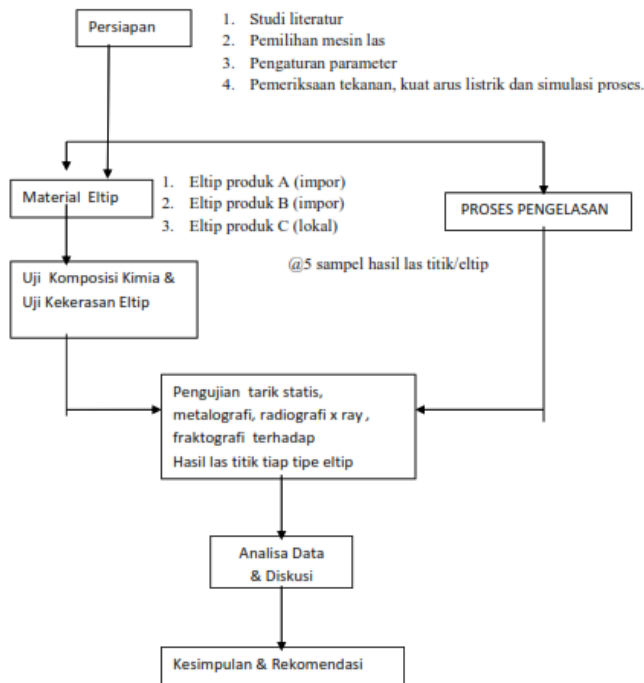 Persiapan
1. Studi literatur
2. Pemilihan mesin las
3. Pengaturan parameter
4. Pemeriksaan tekanan, kuat arus listrik dan simulasi proses.
Material Eltip
1. Eltip produk A (impor)
2. Eltip produk B (impor)
3. Eltip produk C (lokal)
PROSES PENGELASAN
Uji Komposisi Kimia &
Uji Kekerasan Eltip
@5 sampel hasil las titik/eltip
Pengujian tarik statis,
metalografi, radiografi x ray ,
fraktografi terhadap
Hasil las titik tiap tipe eltip
Analisa Data
& Diskusi
Kesimpulan & Rekomendasi